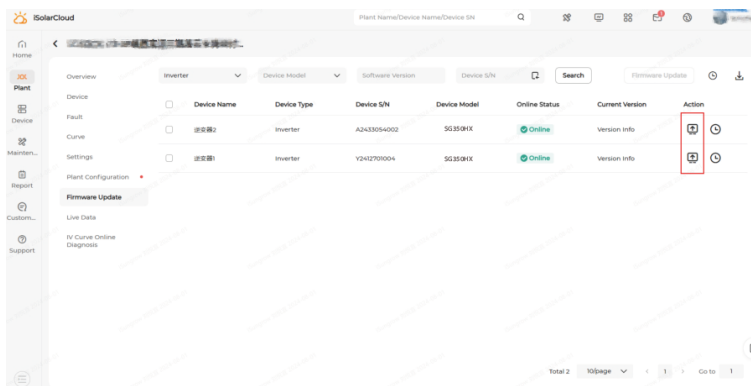 iSolarCloud Plant Name/Device Name/Device SN
Home
Plant
Device
Mainten...
Report
Custom...
Support
Overview
Device
Fault
Curve
Settings
Plant Configuration
Firmware Update
Live Data
IV Curve Online
Diagnosis
Inverter Device Model Software Version Device S/N Search Firmware Update
Device Name Device Type Device S/N Device Model Online Status Current Version Action
逆变器2 Inverter A2433054002 SG350HX Online Version Info
逆变器1 Inverter Y2412701004 SG350HX Online Version Info
Total 2 10/page 1 Go to 1